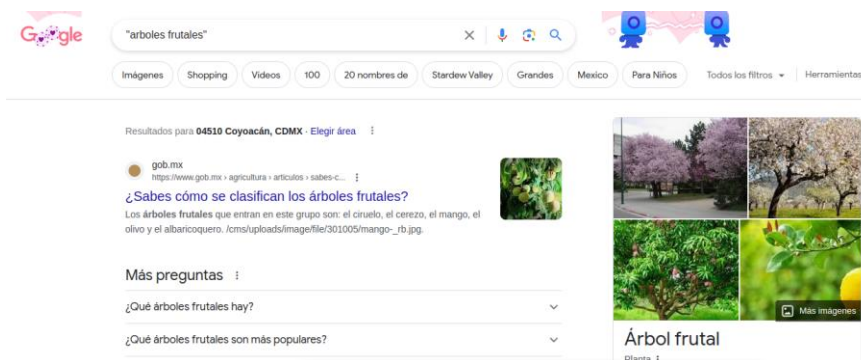 Google
"arboles frutales"
Imágenes
Shopping
Videos
100
20 nombres de
Stardew Valley
Grandes
Mexico
Para Niños
Todos los filtros
Herramientas
Resultados para 04510 Coyoacán, CDMX · Elegir área
gob.mx
https://www.gob.mx › agricultura › articulos › sabes-c...
¿Sabes cómo se clasifican los árboles frutales?
Los árboles frutales que entran en este grupo son: el ciruelo, el cerezo, el mango, el
olivo y el albaricoquero. /cms/uploads/image/file/301005/mango-_rb.jpg.
Más preguntas
¿Qué árboles frutales hay?
¿Qué árboles frutales son más populares?
Más imágenes
Árbol frutal
Planta